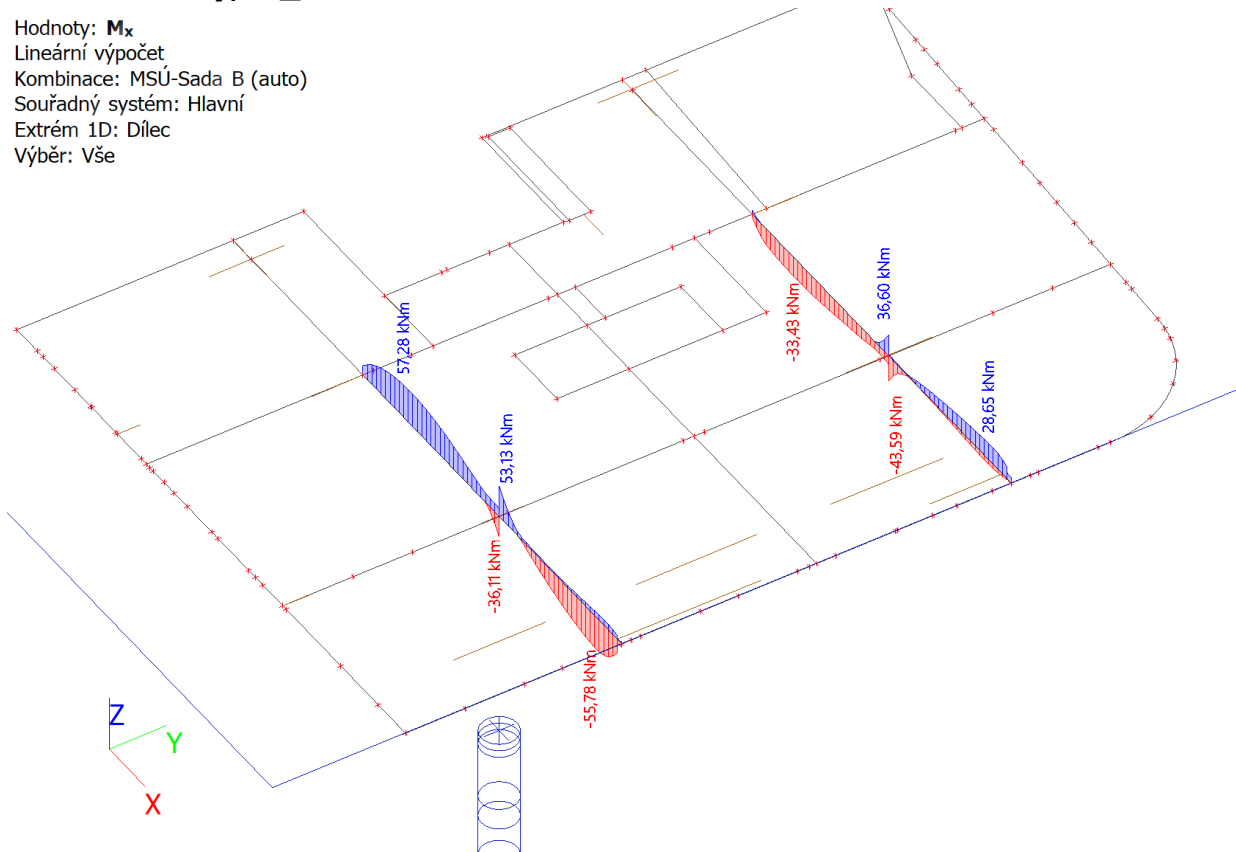 Hodnoty: Mx
Lineární výpočet
Kombinace: MSÚ-Sada B (auto)
Souřadný systém: Hlavní
Extrém 1D: Dílec
Výběr: Vše
57,28 kNm
53,13 kNm
-36,11 kNm
-55,78 kNm
-33,43 kNm
36,60 kNm
-43,59 kNm
28,65 kNm
Z
Y
X